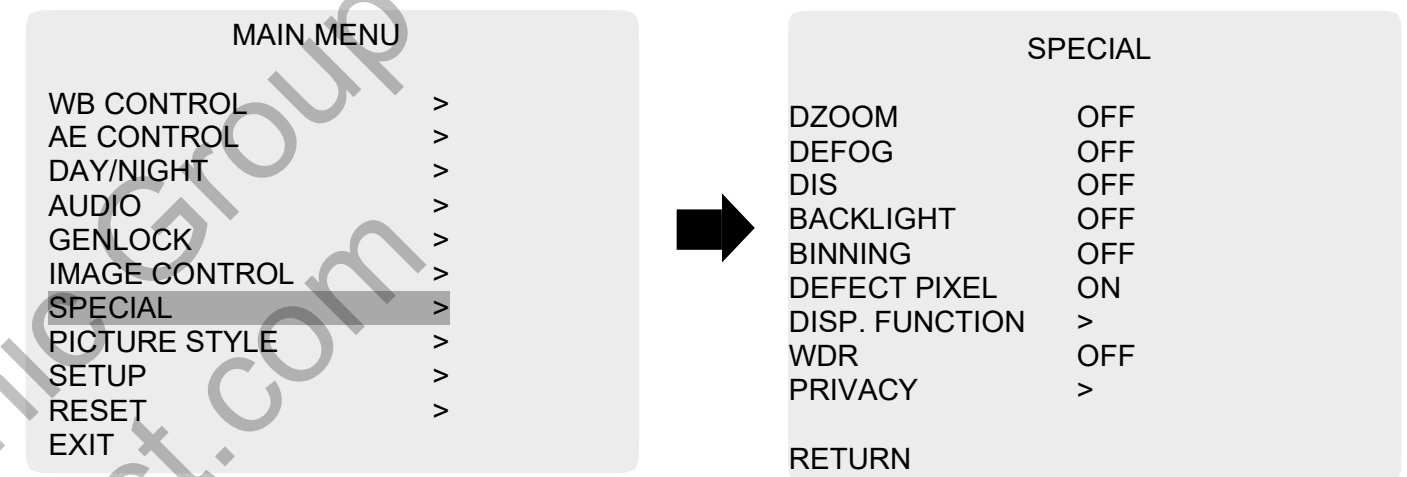 MAIN MENU
WB CONTROL >
AE CONTROL >
DAY/NIGHT >
AUDIO >
GENLOCK >
IMAGE CONTROL >
SPECIAL >
PICTURE STYLE >
SETUP >
RESET >
EXIT
SPECIAL
DZOOM OFF
DEFOG OFF
DIS OFF
BACKLIGHT OFF
BINNING OFF
DEFECT PIXEL ON
DISP. FUNCTION >
WDR OFF
PRIVACY >
RETURN
Group
.com